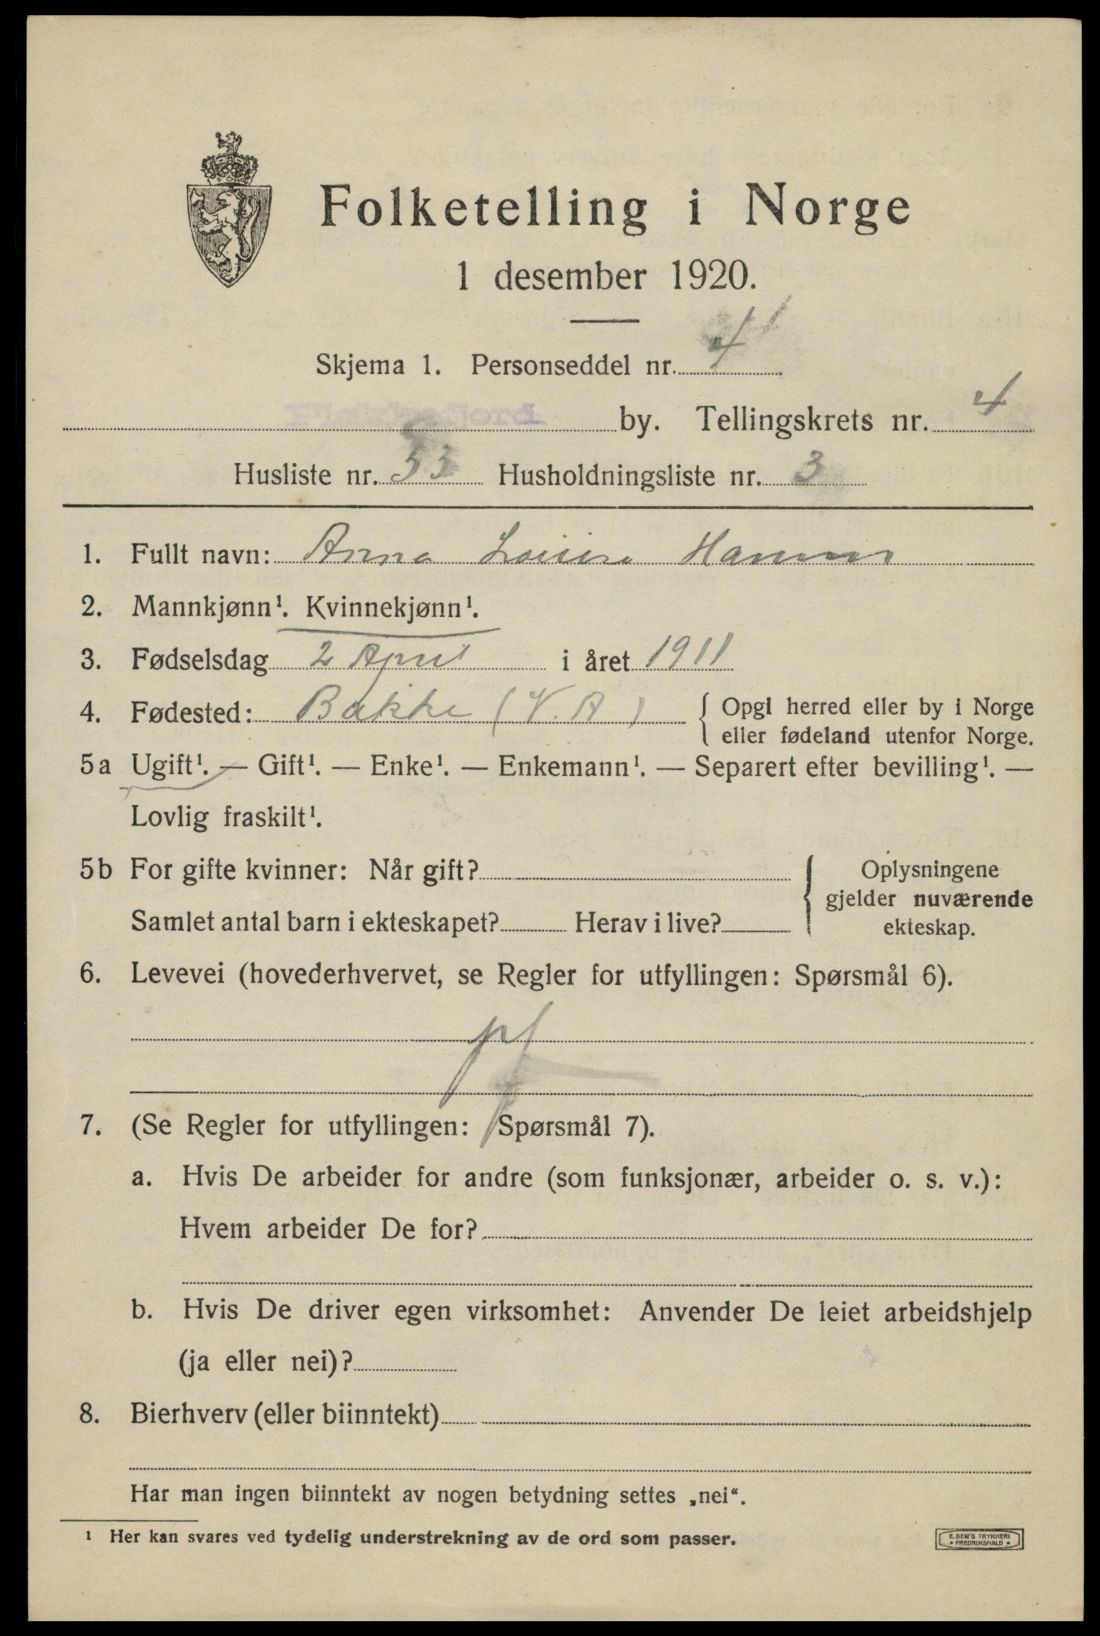 Folketelling i Norge
1 desember 1920.
Skjema 1. Personseddel nr. 4
Flekkefjord by. Tellingskrets nr. 4
Husliste nr. 53 Husholdningsliste nr. 3
1. Fullt navn: Anna Lovisa
2. Mannkjønn¹. Kvinnekjønn¹.
3. Fødselsdag 2 April i året 1911
4. Fødested: Bakke (V. A) { Opgi herred eller by i Norge
eller fødeland utenfor Norge.
5a Ugift¹. — Gift¹. — Enke¹. — Enkemann¹. — Separert efter bevilling¹. —
Lovlig fraskilt¹.
5b For gifte kvinner: Når gift? { Oplysningene
gjelder nuværende
Samlet antal barn i ekteskapet? Herav i live? ekteskap.
6. Levevei (hovederhvervet, se Regler for utfyllingen: Spørsmål 6).
pf
7. (Se Regler for utfyllingen: Spørsmål 7).
a. Hvis De arbeider for andre (som funksjonær, arbeider o. s. v.):
Hvem arbeider De for?
b. Hvis De driver egen virksomhet: Anvender De leiet arbeidshjelp
(ja eller nei)?
8. Bierhverv (eller biinntekt)
Har man ingen biinntekt av nogen betydning settes „nei“.
¹ Her kan svares ved tydelig understrekning av de ord som passer.
E. SEM'S TRYKKERI
• FREDRIKSHALD •